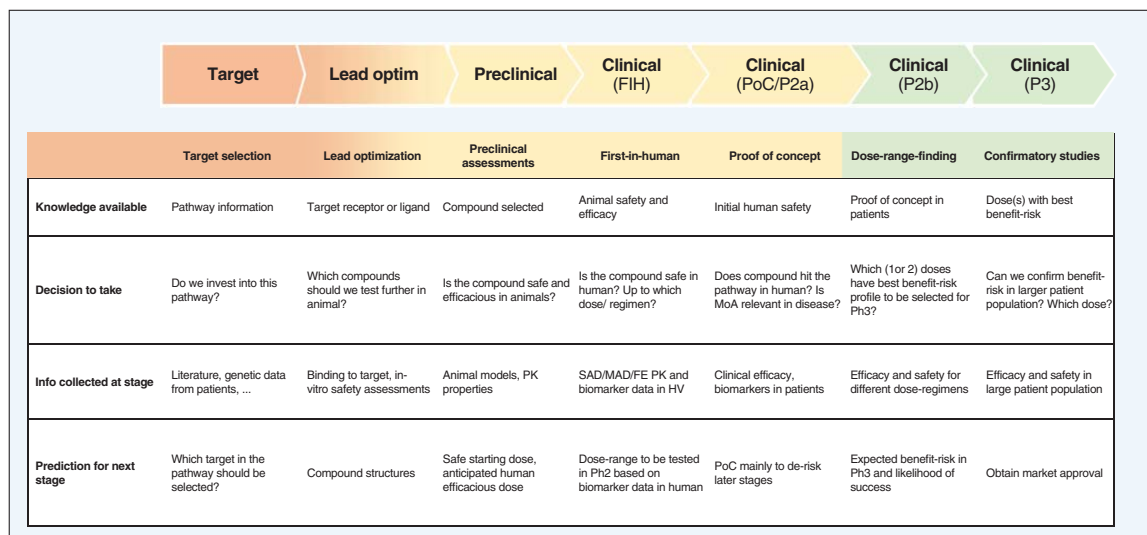 Target
Lead optim
Preclinical
Clinical
(FIH)
Clinical
(PoC/P2a)
Clinical
(P2b)
Clinical
(P3)
Target selection
Lead optimization
Preclinical
assessments
First-in-human
Proof of concept
Dose-range-finding
Confirmatory studies
Knowledge available
Pathway information
Target receptor or ligand
Compound selected
Animal safety and
efficacy
Initial human safety
Proof of concept in
patients
Dose(s) with best
benefit-risk
Decision to take
Do we invest into this
pathway?
Which compounds
should we test further in
animal?
Is the compound safe and
efficacious in animals?
Is the compound safe in
human? Up to which
dose/ regimen?
Does compound hit the
pathway in human? Is
MoA relevant in disease?
Which (1or 2) doses
have best benefit-risk
profile to be selected for
Ph3?
Can we confirm benefit-
risk in larger patient
population? Which dose?
Info collected at stage
Literature, genetic data
from patients, ...
Binding to target, in-
vitro safety assessments
Animal models, PK
properties
SAD/MAD/FE PK and
biomarker data in HV
Clinical efficacy,
biomarkers in patients
Efficacy and safety for
different dose-regimens
Efficacy and safety in
large patient population
Prediction for next
stage
Which target in the
pathway should be
selected?
Compound structures
Safe starting dose,
anticipated human
efficacious dose
Dose-range to be tested
in Ph2 based on
biomarker data in human
PoC mainly to de-risk
later stages
Expected benefit-risk in
Ph3 and likelihood of
success
Obtain market approval